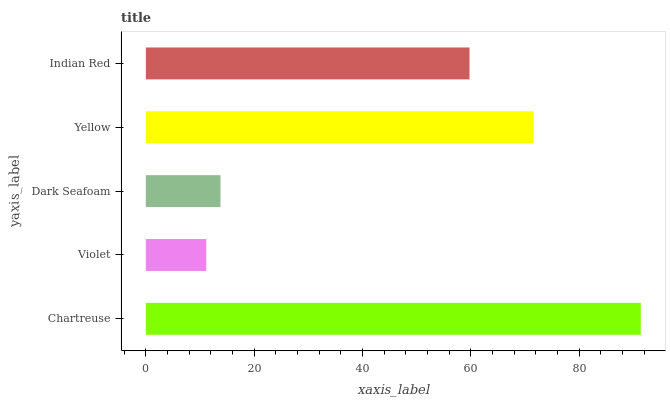 title
Indian Red
Yellow
Dark Seafoam
Violet
Chartreuse
yaxis_label
0 20 40 60 80
xaxis_label